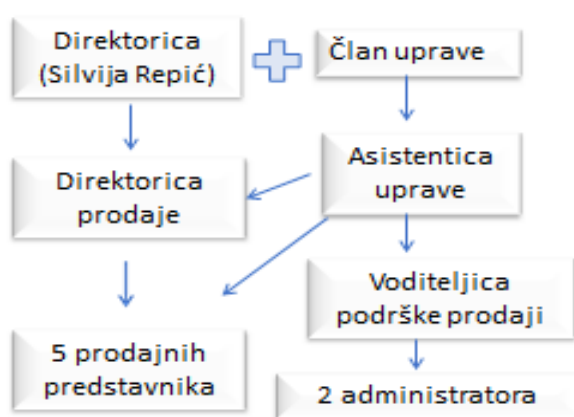 Direktorica
(Silvija Repić)
Član uprave
Direktorica
prodaje
Asistentica
uprave
Voditeljica
podrške prodaji
5 prodajnih
predstavnika
2 administratora